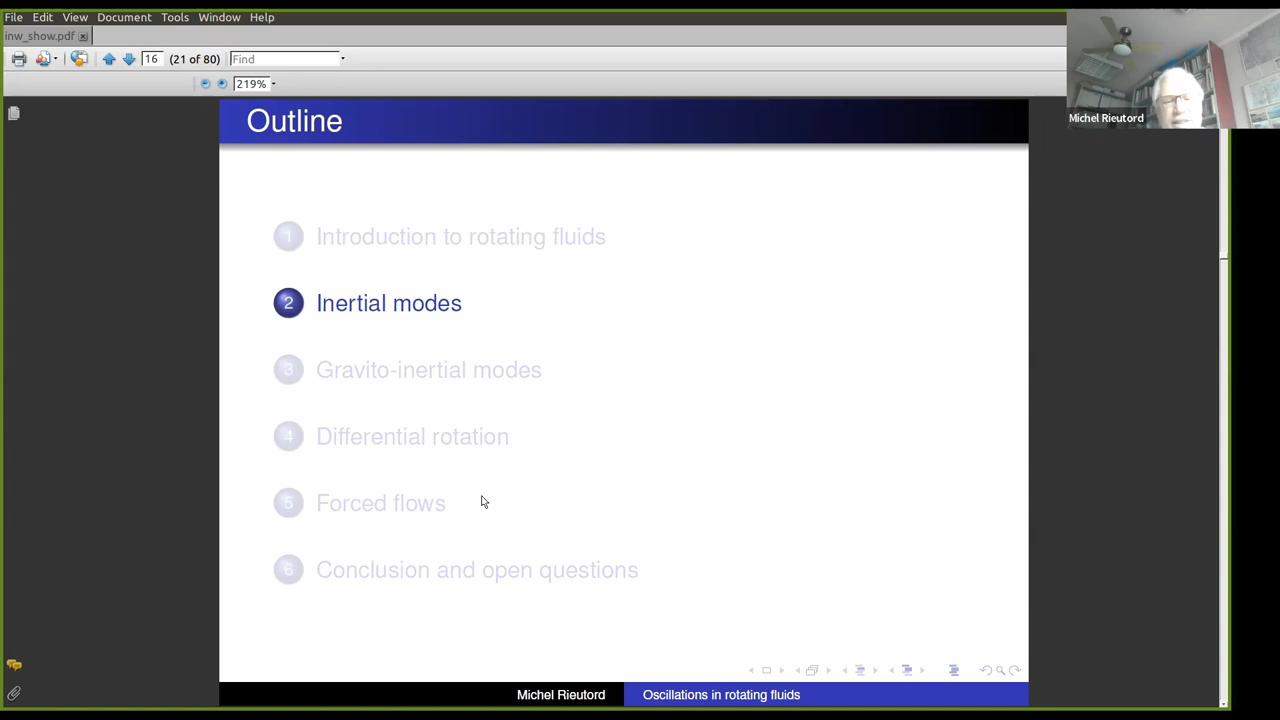 File Edit View Document Tools Window Help
inw_show.pdf
16 (21 of 80) Find
219%
Michel Rieutord
Outline
1 Introduction to rotating fluids
2 Inertial modes
3 Gravito-inertial modes
4 Differential rotation
5 Forced flows
6 Conclusion and open questions
Michel Rieutord Oscillations in rotating fluids